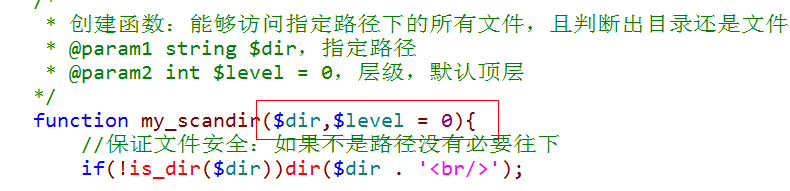 /*
* 创建函数：能够访问指定路径下的所有文件，且判断出目录还是文件
* @param1 string $dir，指定路径
* @param2 int $level = 0，层级，默认顶层
*/
function my_scandir($dir,$level = 0){
//保证文件安全：如果不是路径没有必要往下
if(!is_dir($dir))dir($dir . '<br/>');